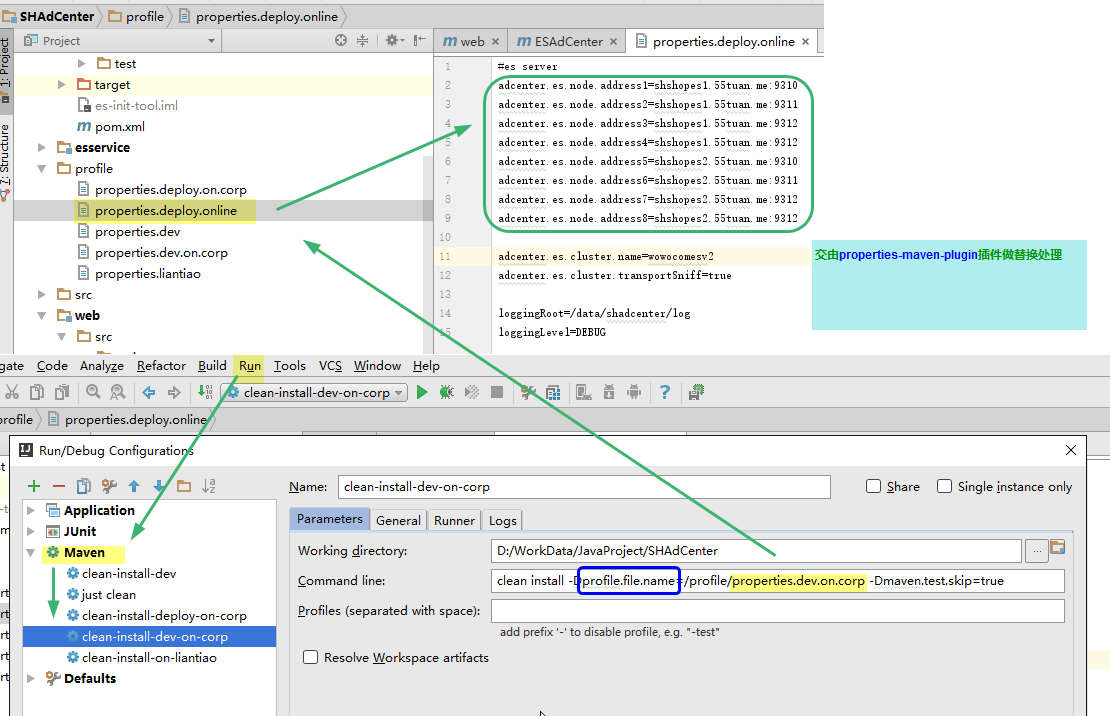 SHAdCenter profile properties.deploy.online
Project
1: Project
7: Structure
test
target
es-init-tool.iml
pom.xml
esservice
profile
properties.deploy.on.corp
properties.deploy.online
properties.dev
properties.dev.on.corp
properties.liantiao
src
web
src
web ESAdCenter properties.deploy.online
1 #es server
2 adcenter.es.node.address1=shshopes1.55tuan.me:9310
3 adcenter.es.node.address2=shshopes1.55tuan.me:9311
4 adcenter.es.node.address3=shshopes1.55tuan.me:9312
5 adcenter.es.node.address4=shshopes1.55tuan.me:9312
6 adcenter.es.node.address5=shshopes2.55tuan.me:9310
7 adcenter.es.node.address6=shshopes2.55tuan.me:9311
8 adcenter.es.node.address7=shshopes2.55tuan.me:9312
9 adcenter.es.node.address8=shshopes2.55tuan.me:9312
10
11 adcenter.es.cluster.name=wowocomesv2
12 adcenter.es.cluster.transportSniff=true
13
14 loggingRoot=/data/shadcenter/log
15 loggingLevel=DEBUG
交由properties-maven-plugin插件做替换处理
gate Code Analyze Refactor Build Run Tools VCS Window Help
clean-install-dev-on-corp
profile properties.deploy.online
Run/Debug Configurations
Application
JUnit
Maven
clean-install-dev
just clean
clean-install-deploy-on-corp
clean-install-dev-on-corp
clean-install-on-liantiao
Defaults
Name: clean-install-dev-on-corp Share Single instance only
Parameters General Runner Logs
Working directory: D:/WorkData/JavaProject/SHAdCenter ...
Command line: clean install -Dprofile.file.name=/profile/properties.dev.on.corp -Dmaven.test.skip=true
Profiles (separated with space):
add prefix '-' to disable profile, e.g. "-test"
Resolve Workspace artifacts